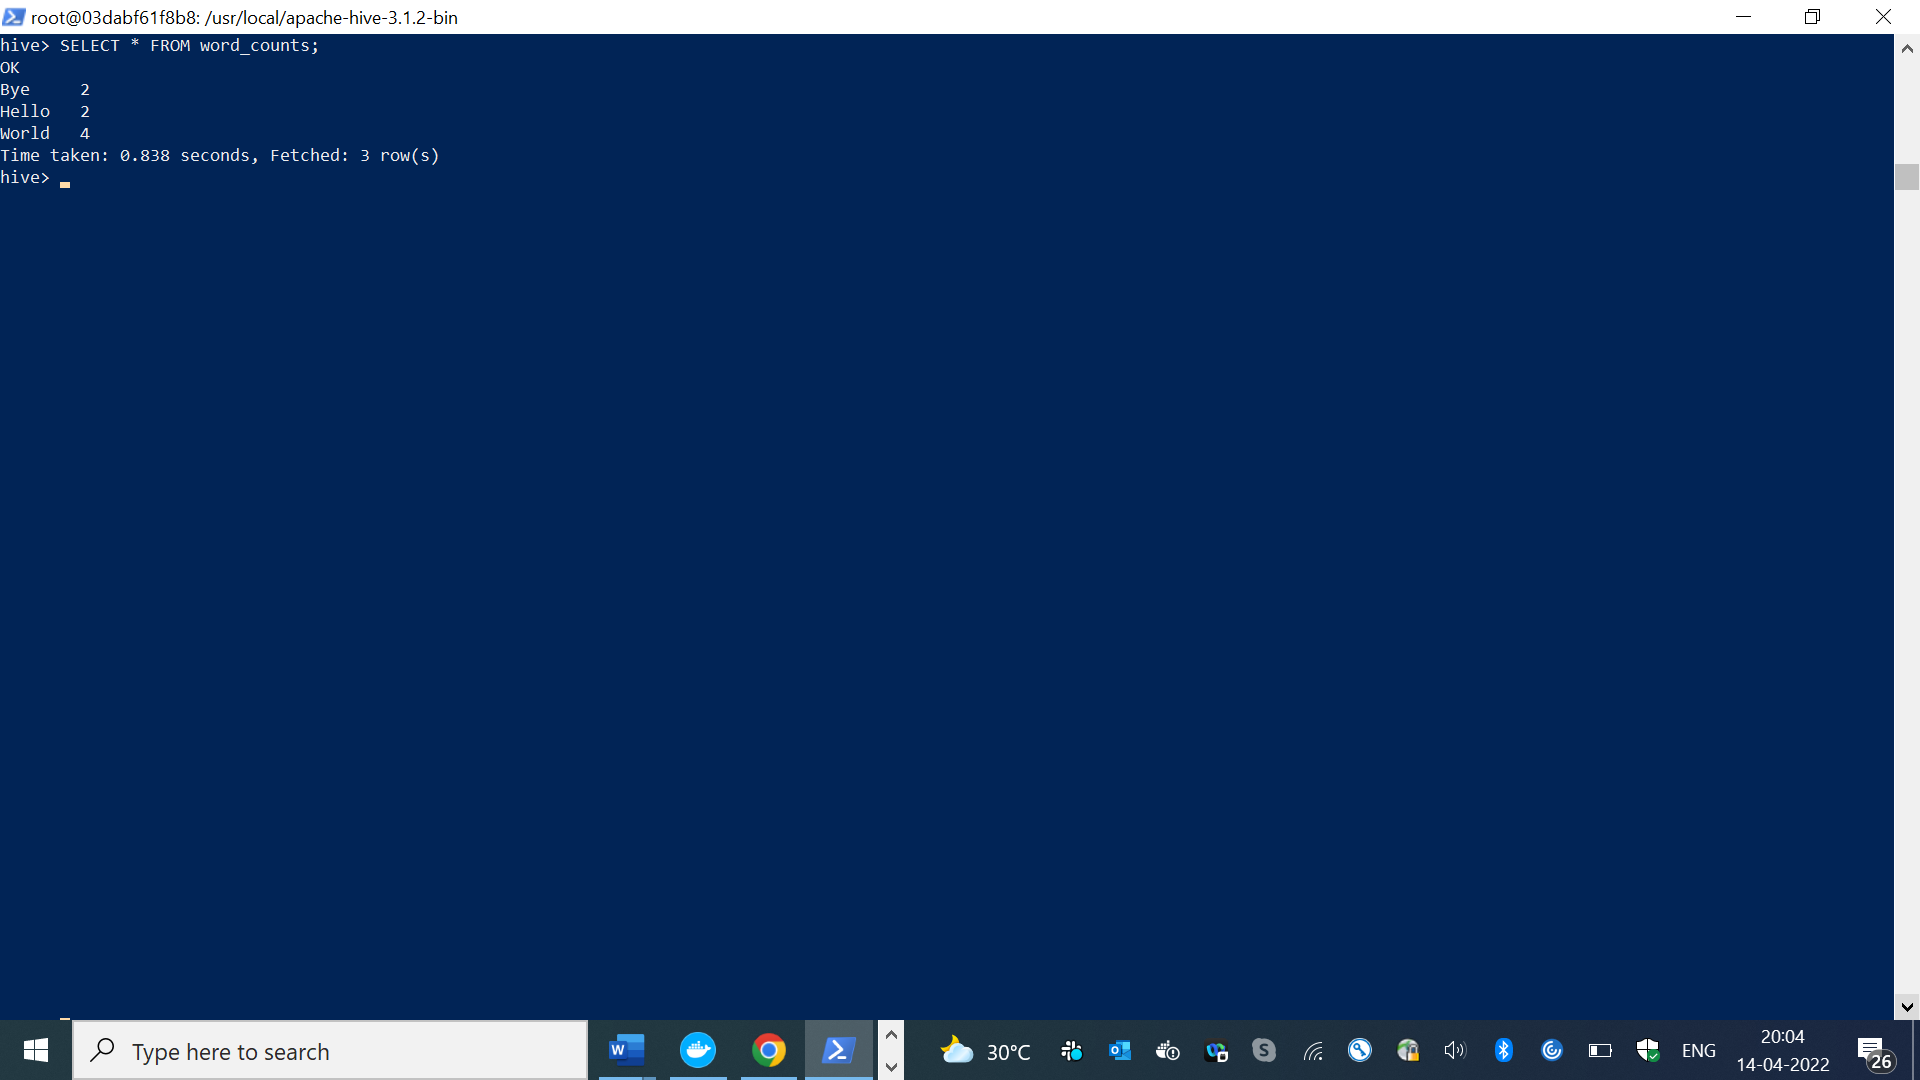 root@03dabf61f8b8: /usr/local/apache-hive-3.1.2-bin
hive> SELECT * FROM word_counts;
OK
Bye     2
Hello   2
World   4
Time taken: 0.838 seconds, Fetched: 3 row(s)
hive>
Type here to search
30°C
ENG
20:04
14-04-2022
26